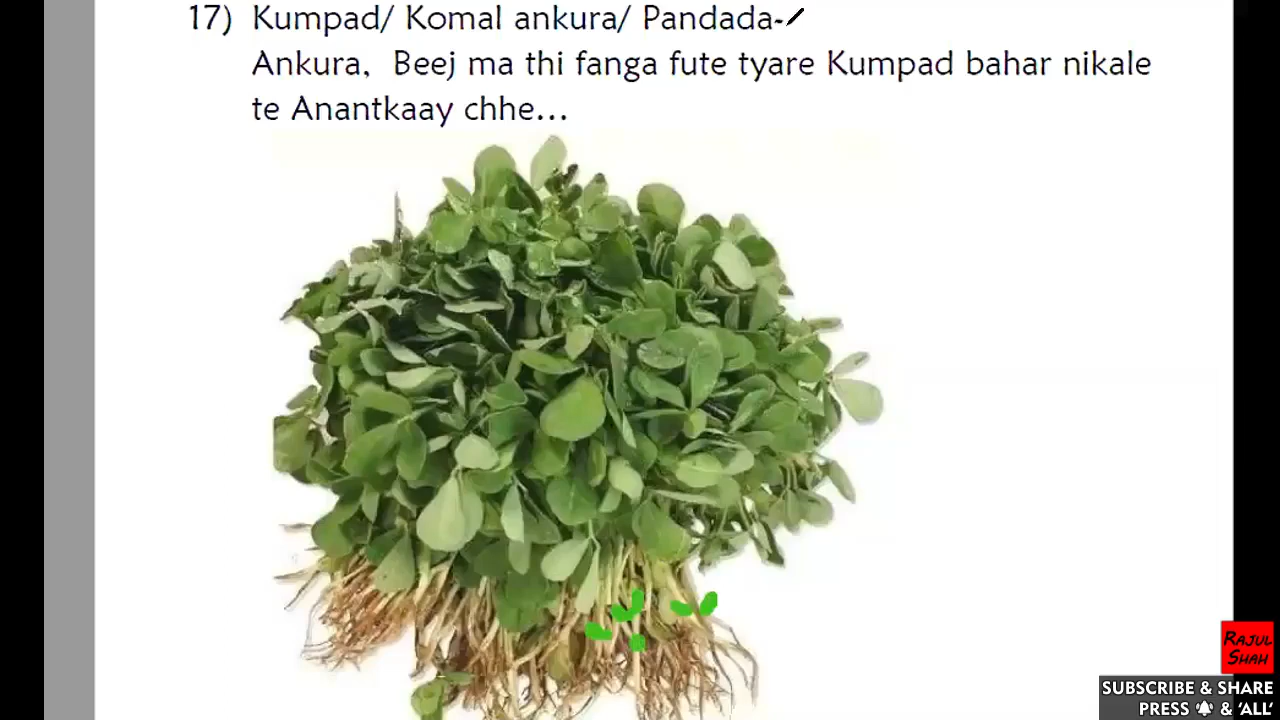 17) Kumpad/ Komal ankura/ Pandada-
Ankura, Beej ma thi fanga fute tyare Kumpad bahar nikale
te Anantkaay chhe...
RAJUL
SHAH
SUBSCRIBE & SHARE
PRESS & 'ALL'